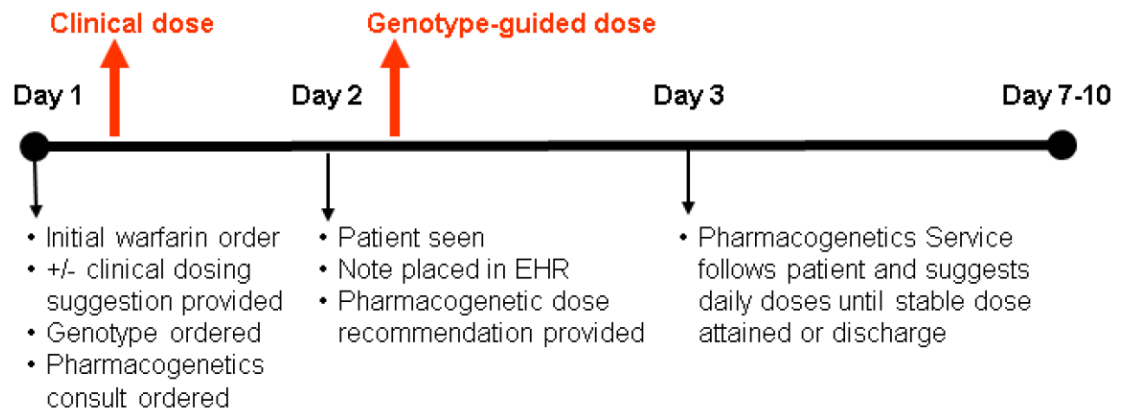 Clinical dose
Genotype-guided dose
Day 1
Day 2
Day 3
Day 7-10
• Initial warfarin order
• +/- clinical dosing
suggestion provided
• Genotype ordered
• Pharmacogenetics
consult ordered
• Patient seen
• Note placed in EHR
• Pharmacogenetic dose
recommendation provided
• Pharmacogenetics Service
follows patient and suggests
daily doses until stable dose
attained or discharge